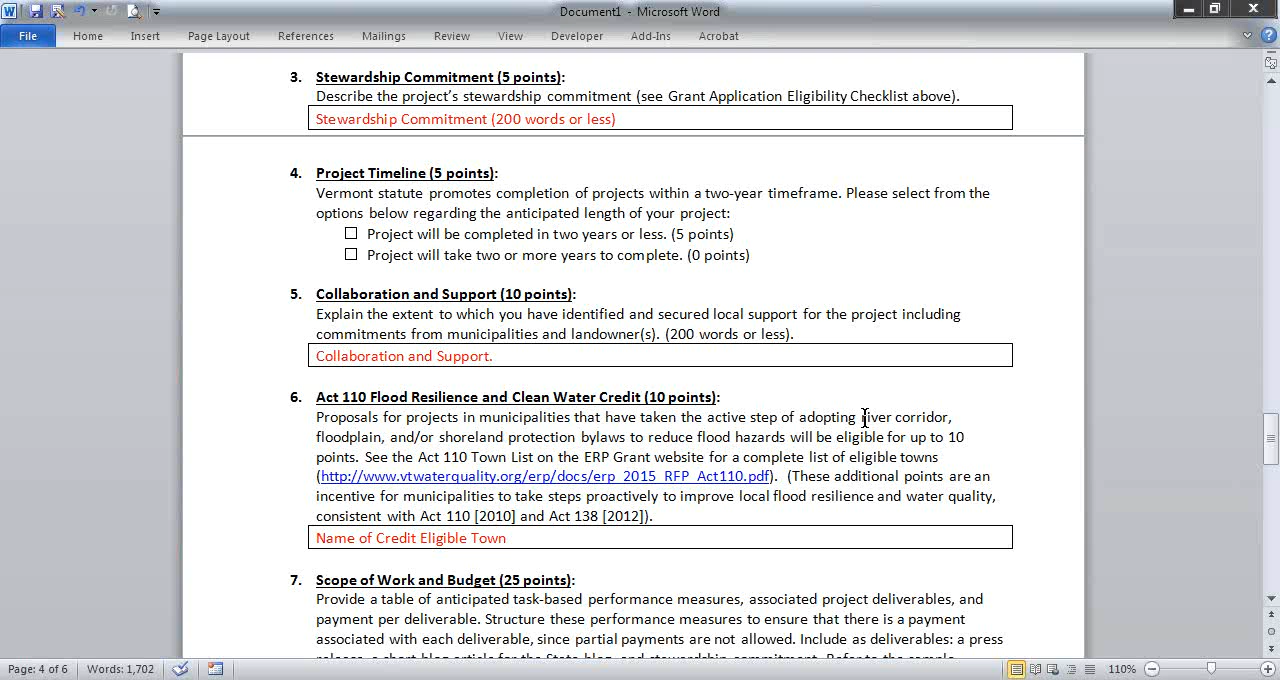 Document1 - Microsoft Word
File Home Insert Page Layout References Mailings Review View Developer Add-Ins Acrobat
3. Stewardship Commitment (5 points):
Describe the project's stewardship commitment (see Grant Application Eligibility Checklist above).
Stewardship Commitment (200 words or less)
4. Project Timeline (5 points):
Vermont statute promotes completion of projects within a two-year timeframe. Please select from the
options below regarding the anticipated length of your project:
Project will be completed in two years or less. (5 points)
Project will take two or more years to complete. (0 points)
5. Collaboration and Support (10 points):
Explain the extent to which you have identified and secured local support for the project including
commitments from municipalities and landowner(s). (200 words or less).
Collaboration and Support.
6. Act 110 Flood Resilience and Clean Water Credit (10 points):
Proposals for projects in municipalities that have taken the active step of adopting river corridor,
floodplain, and/or shoreland protection bylaws to reduce flood hazards will be eligible for up to 10
points. See the Act 110 Town List on the ERP Grant website for a complete list of eligible towns
(http://www.vtwaterquality.org/erp/docs/erp_2015_RFP_Act110.pdf). (These additional points are an
incentive for municipalities to take steps proactively to improve local flood resilience and water quality,
consistent with Act 110 [2010] and Act 138 [2012]).
Name of Credit Eligible Town
7. Scope of Work and Budget (25 points):
Provide a table of anticipated task-based performance measures, associated project deliverables, and
payment per deliverable. Structure these performance measures to ensure that there is a payment
associated with each deliverable, since partial payments are not allowed. Include as deliverables: a press
Page: 4 of 6 Words: 1,702 110%